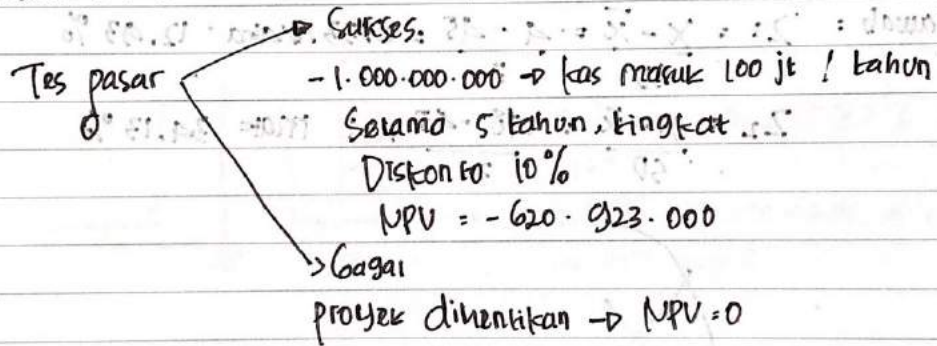 Sukses:
Tes pasar
0
- 1.000.000.000 → kas masuk 100 jt / tahun
Selama 5 tahun, tingkat
Diskonto: 10%
NPV = - 620.923.000
Gagal
proyek dihentikan → NPV = 0